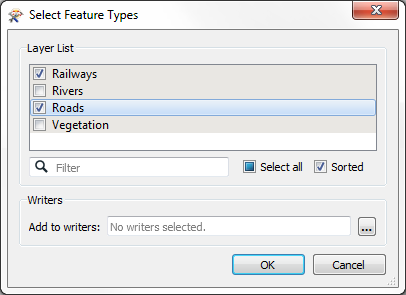 Select Feature Types
Layer List
Railways
Rivers
Roads
Vegetation
Filter
Select all
Sorted
Writers
Add to writers: No writers selected. ...
OK
Cancel